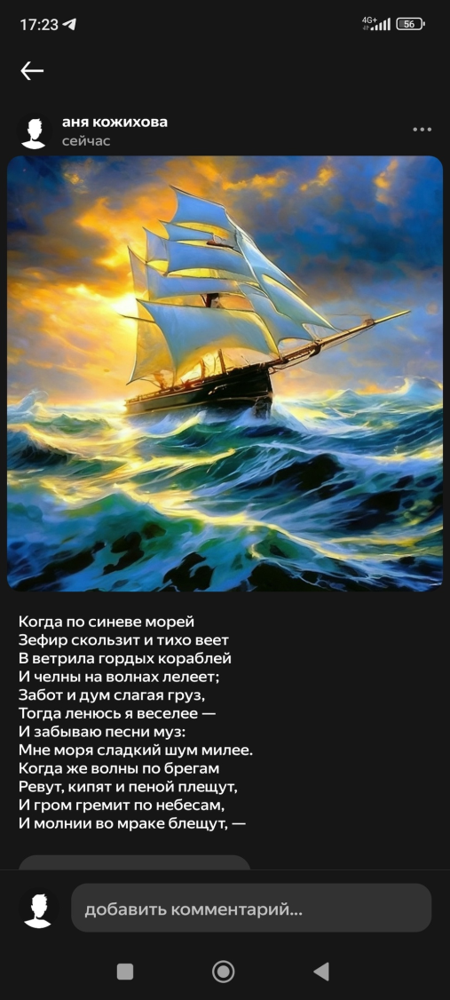 17:23
4G+
56
аня кожихова
сейчас
Когда по синеве морей
Зефир скользит и тихо веет
В ветрила гордых кораблей
И челны на волнах лелеет;
Забот и дум слагая груз,
Тогда ленюсь я веселее —
И забываю песни муз:
Мне моря сладкий шум милее.
Когда же волны по брегам
Ревут, кипят и пеной плещут,
И гром гремит по небесам,
И молнии во мраке блещут, —
добавить комментарий...